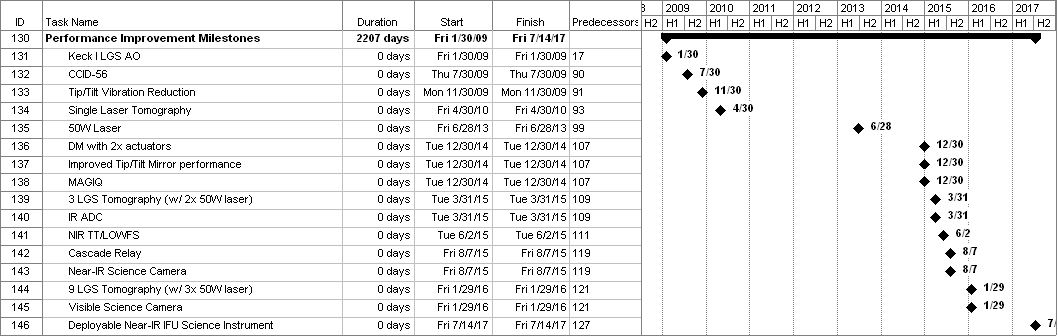 8 2009 2010 2011 2012 2013 2014 2015 2016 2017
ID Task Name Duration Start Finish Predecessors H2 H1 H2 H1 H2 H1 H2 H1 H2 H1 H2 H1 H2 H1 H2 H1 H2 H1 H2
130 Performance Improvement Milestones 2207 days Fri 1/30/09 Fri 7/14/17
131 Keck I LGS AO 0 days Fri 1/30/09 Fri 1/30/09 17 1/30
132 CCID-56 0 days Thu 7/30/09 Thu 7/30/09 90 7/30
133 Tip/Tilt Vibration Reduction 0 days Mon 11/30/09 Mon 11/30/09 91 11/30
134 Single Laser Tomography 0 days Fri 4/30/10 Fri 4/30/10 93 4/30
135 50W Laser 0 days Fri 6/28/13 Fri 6/28/13 99 6/28
136 DM with 2x actuators 0 days Tue 12/30/14 Tue 12/30/14 107 12/30
137 Improved Tip/Tilt Mirror performance 0 days Tue 12/30/14 Tue 12/30/14 107 12/30
138 MAGIQ 0 days Tue 12/30/14 Tue 12/30/14 107 12/30
139 3 LGS Tomography (w/ 2x 50W laser) 0 days Tue 3/31/15 Tue 3/31/15 109 3/31
140 IR ADC 0 days Tue 3/31/15 Tue 3/31/15 109 3/31
141 NIR TT/LOWFS 0 days Tue 6/2/15 Tue 6/2/15 111 6/2
142 Cascade Relay 0 days Fri 8/7/15 Fri 8/7/15 119 8/7
143 Near-IR Science Camera 0 days Fri 8/7/15 Fri 8/7/15 119 8/7
144 9 LGS Tomography (w/ 3x 50W laser) 0 days Fri 1/29/16 Fri 1/29/16 121 1/29
145 Visible Science Camera 0 days Fri 1/29/16 Fri 1/29/16 121 1/29
146 Deployable Near-IR IFU Science Instrument 0 days Fri 7/14/17 Fri 7/14/17 127 7/